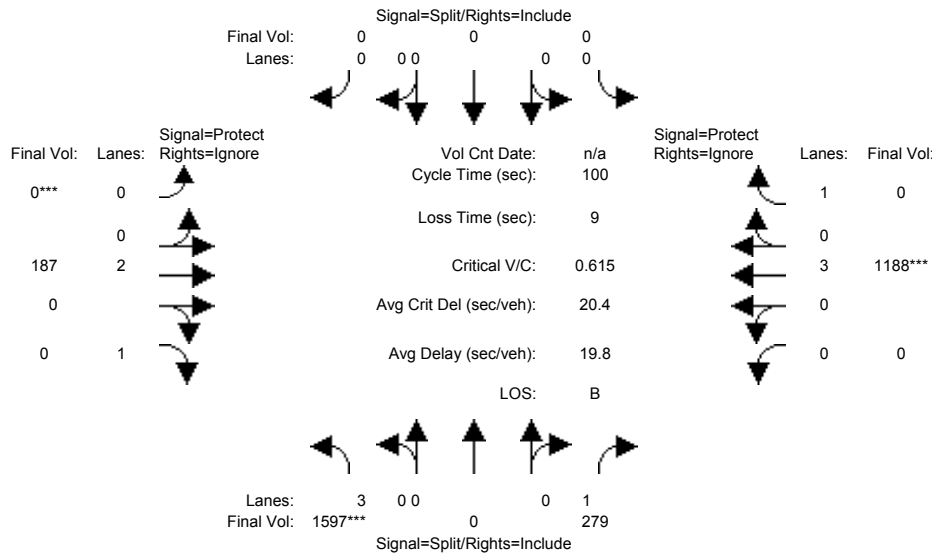 Signal=Split/Rights=Include
Final Vol: 0 0 0
Lanes: 0 0 0 0 0
Signal=Protect
Final Vol: Lanes: Rights=Ignore
Vol Cnt Date: n/a
Signal=Protect
Rights=Ignore Lanes: Final Vol:
Cycle Time (sec): 100
0*** 0
1 0
Loss Time (sec): 9
0
0
187 2
Critical V/C: 0.615
3 1188***
0
Avg Crit Del (sec/veh): 20.4
0
0 1
Avg Delay (sec/veh): 19.8
0 0
LOS: B
Lanes: 3 0 0 0 1
Final Vol: 1597*** 0 279
Signal=Split/Rights=Include